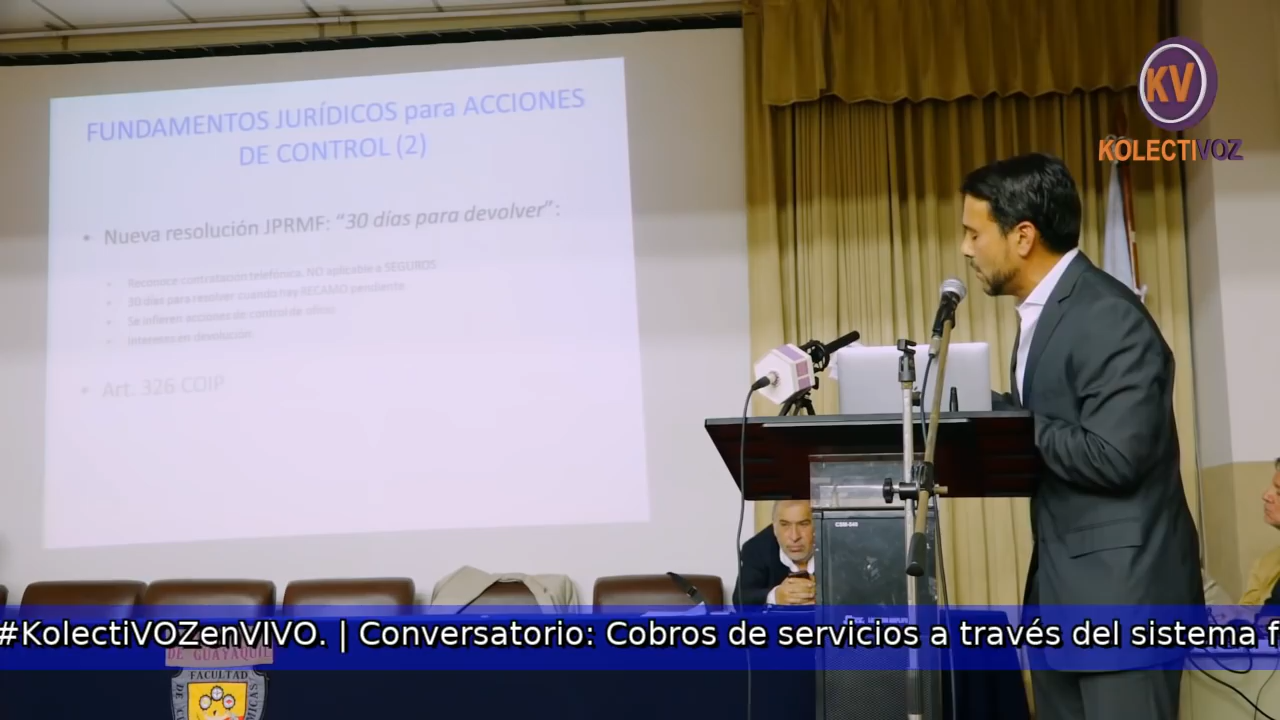 FUNDAMENTOS JURÍDICOS para ACCIONES
DE CONTROL (2)
• Nueva resolución JPRMF: “30 días para devolver”:
• Reconoce contratación telefónica. NO aplicable a SEGUROS
• 30 días para resolver cuando hay RECAMO pendiente
• Se infieren acciones de control de oficio
• Intereses en devolución
• Art. 326 COIP
KV
KOLECTIVOZ
#KolectiVOZenVIVO. | Conversatorio: Cobros de servicios a través del sistema f
DE GUAYAQUIL
FACULTAD